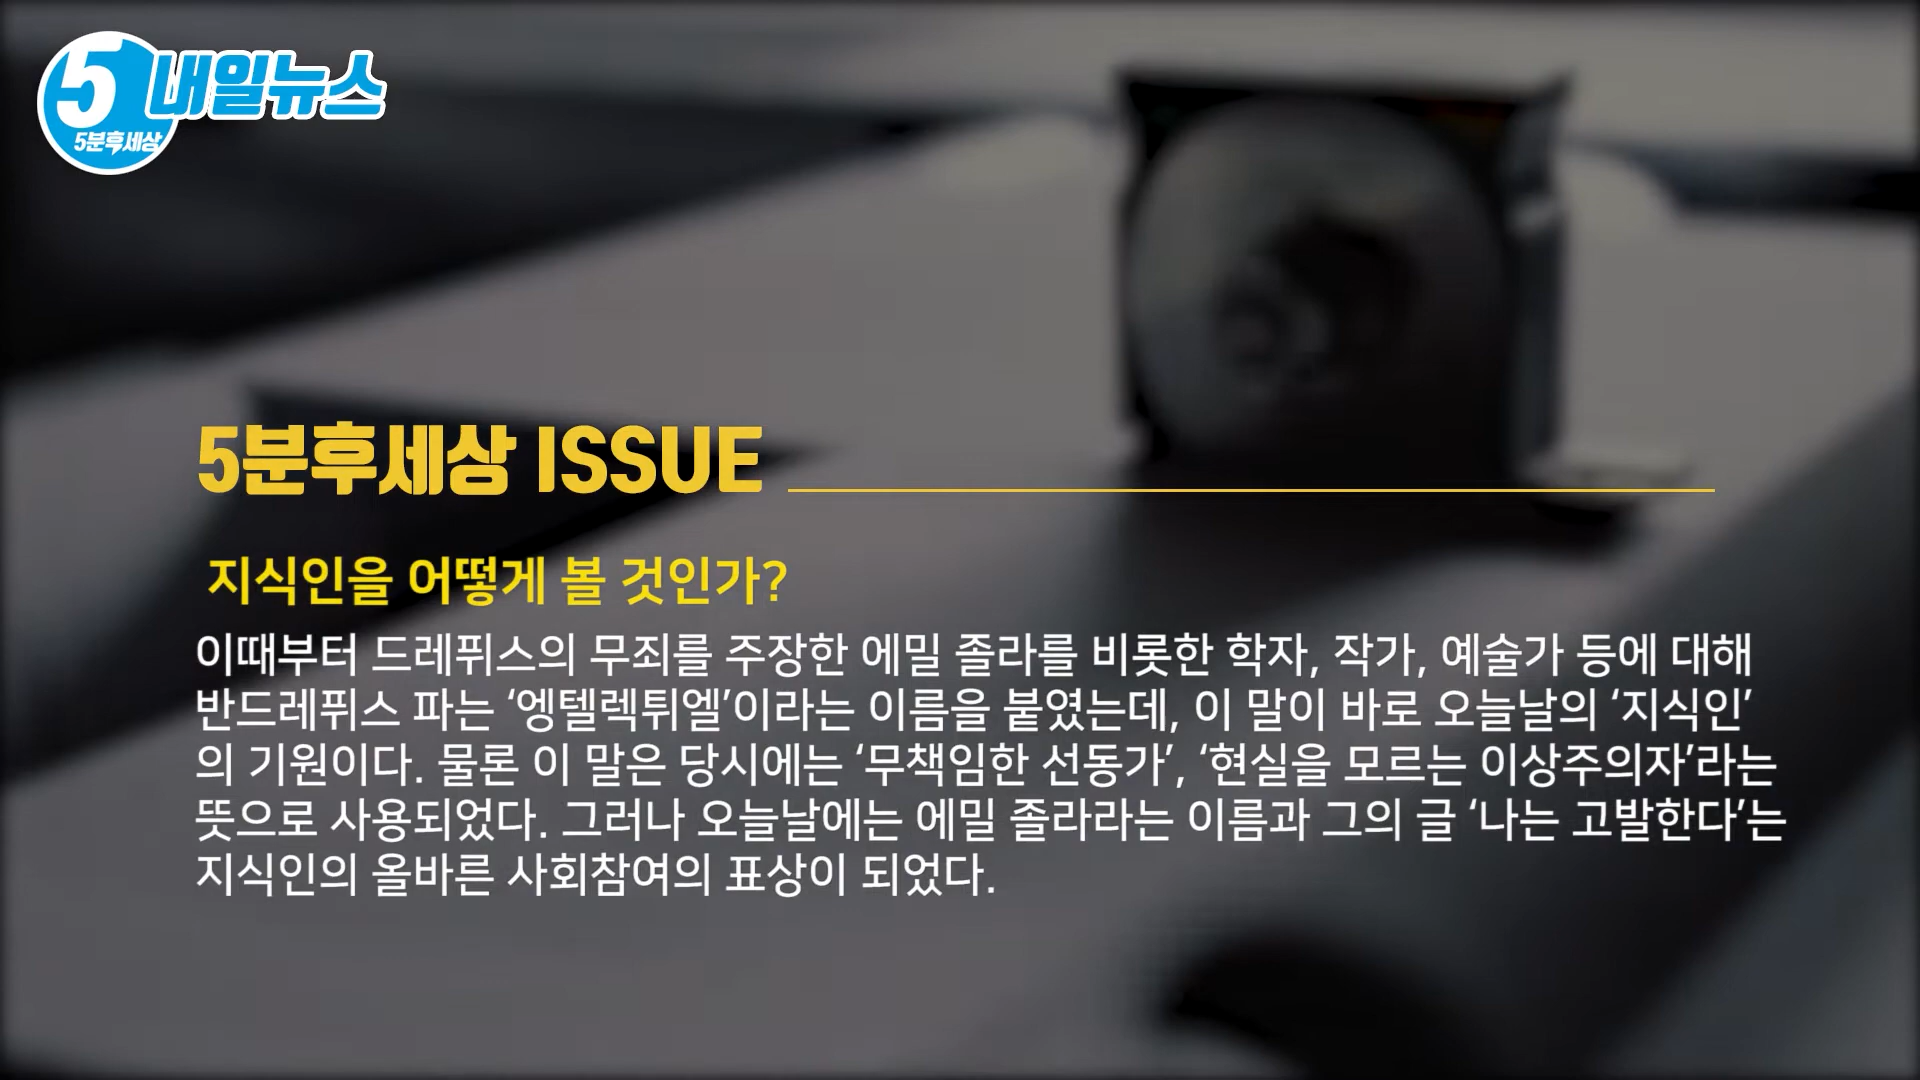 5 내일뉴스
5분후세상
5분후세상 ISSUE
지식인을 어떻게 볼 것인가?
이때부터 드레퓌스의 무죄를 주장한 에밀 졸라를 비롯한 학자, 작가, 예술가 등에 대해
반드레퓌스 파는 ‘엥텔렉튀엘’이라는 이름을 붙였는데, 이 말이 바로 오늘날의 ‘지식인’
의 기원이다. 물론 이 말은 당시에는 ‘무책임한 선동가’, ‘현실을 모르는 이상주의자’라는
뜻으로 사용되었다. 그러나 오늘날에는 에밀 졸라라는 이름과 그의 글 ‘나는 고발한다’는
지식인의 올바른 사회참여의 표상이 되었다.